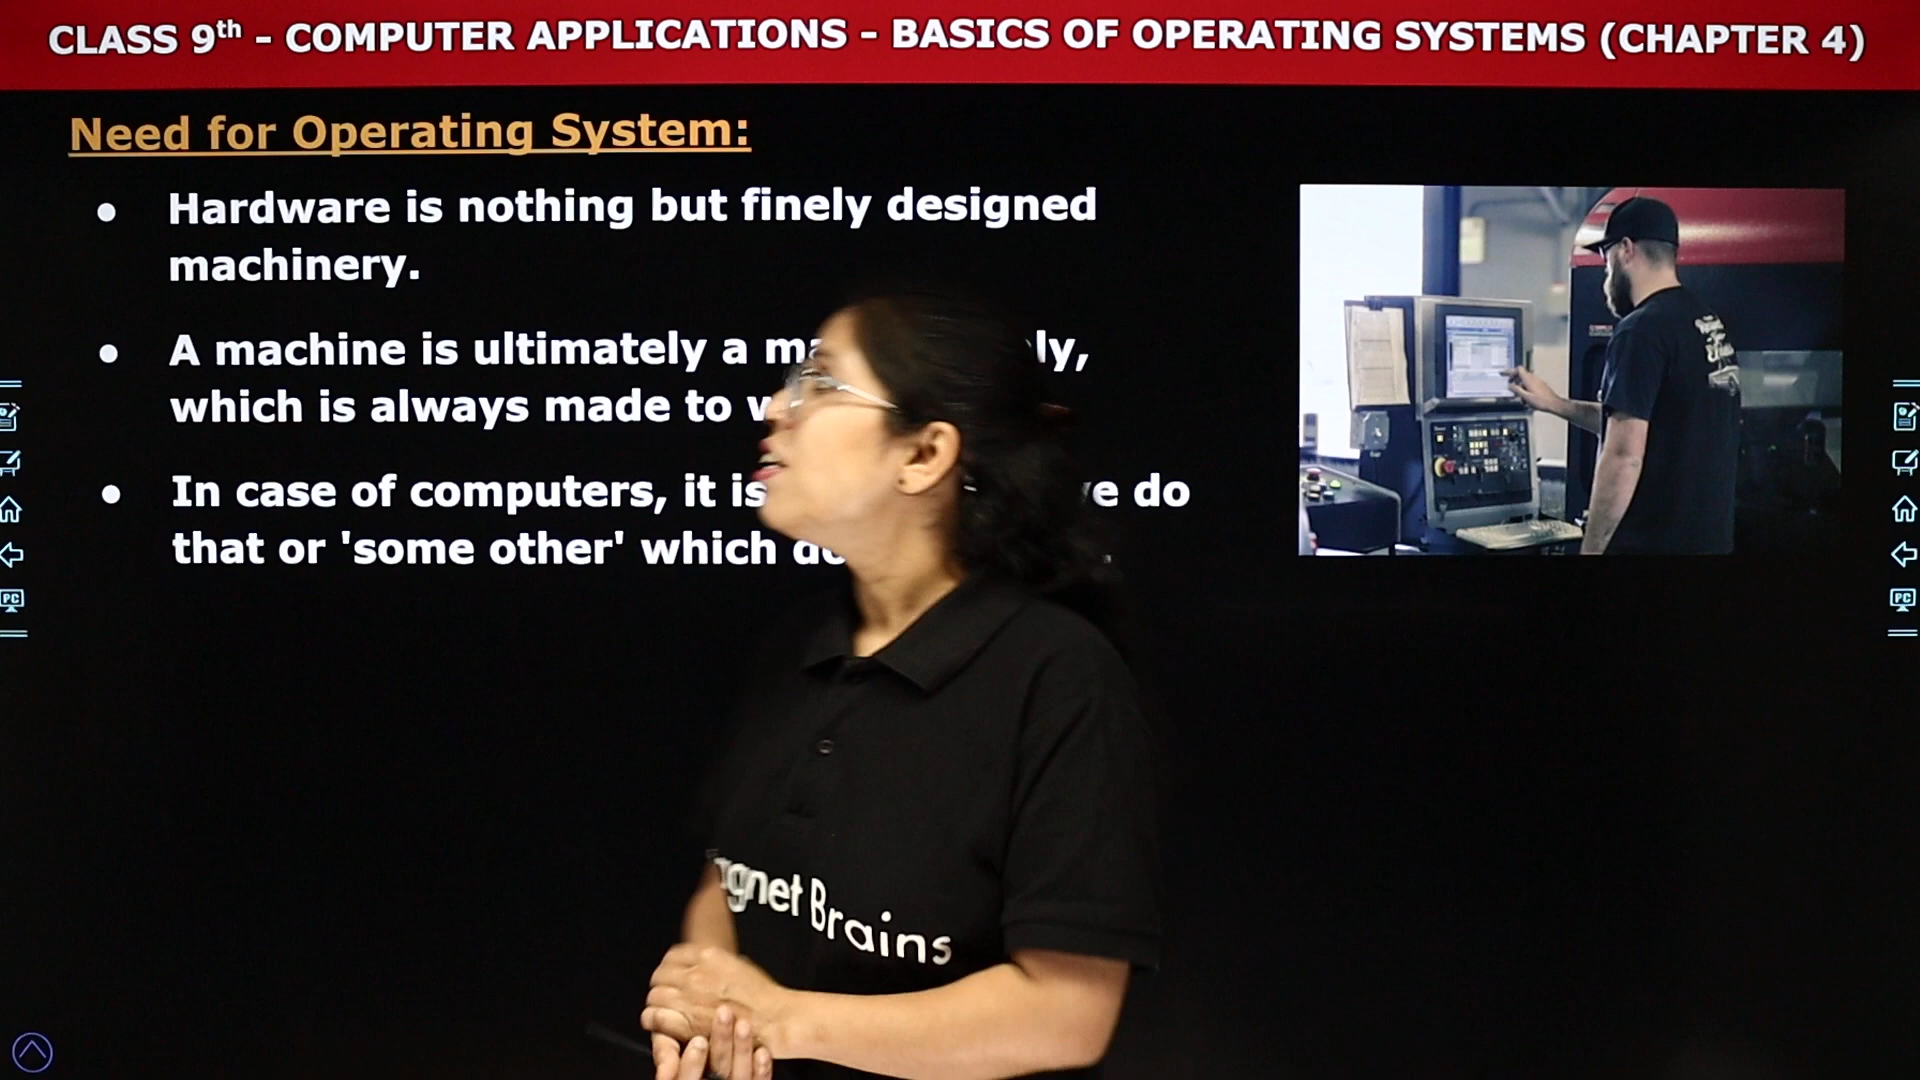 CLASS 9th - COMPUTER APPLICATIONS - BASICS OF OPERATING SYSTEMS (CHAPTER 4)
Need for Operating System:
• Hardware is nothing but finely designed
machinery.
• A machine is ultimately a
which is always made to
• In case of computers, it is do
that or 'some other' which
Brains
PC
PC